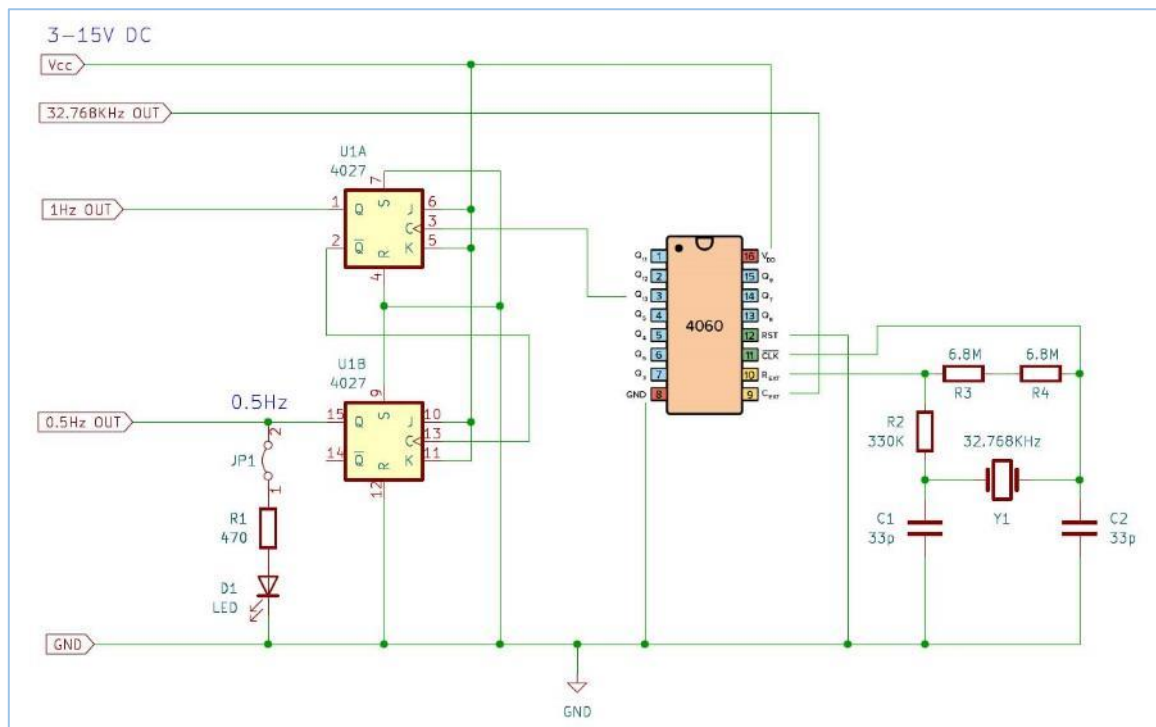 3-15V DC
Vcc
32.768KHz OUT
U1A
4027
7
S
1 Q J 6
C 3
1Hz OUT
2 Q̅ K 5
R
4
Q₁₁ 1 16 V_DD
Q₁₂ 2 15
3 14 Q₇
4 13
4060
5 12 RST
6 11 C̅L̅K̅
7 10 R_EXT
GND 8 9 C_EXT
6.8M 6.8M
R3 R4
R2
330K
32.768KHz
Y1
C1
33p
C2
33p
U1B
4027
9
S
0.5Hz
0.5Hz OUT
15 Q J 10
C 13
14 Q̅ K 11
R
12
2
JP1
1
R1
470
D1
LED
GND
GND